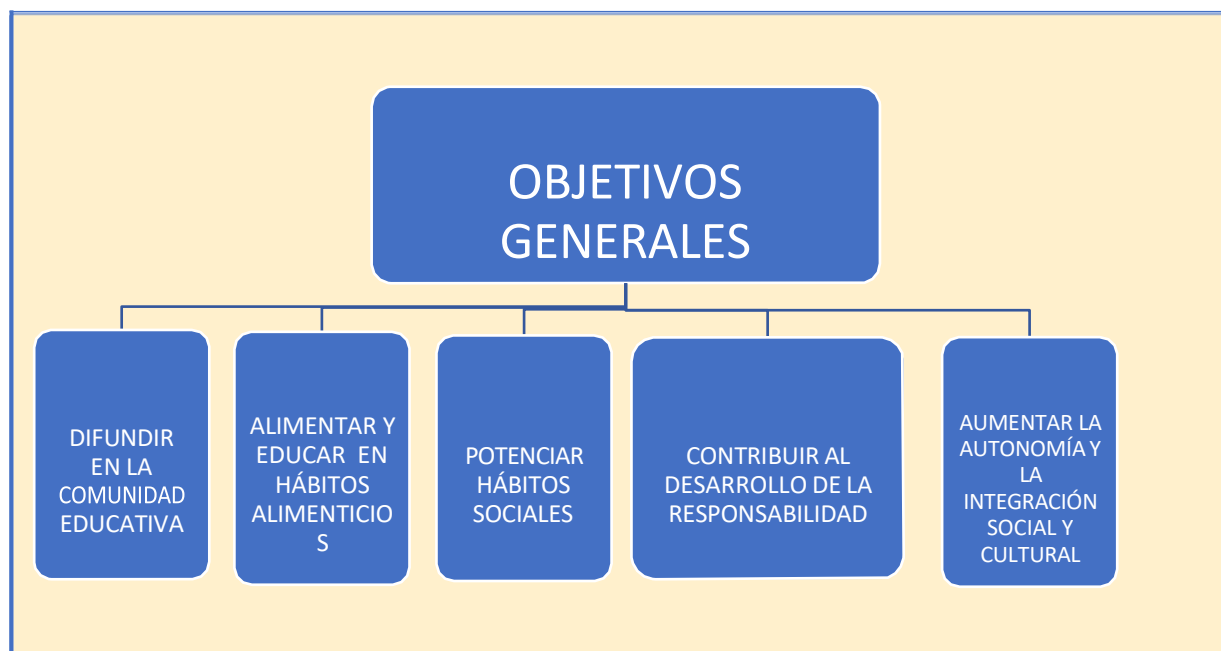 OBJETIVOS
GENERALES
DIFUNDIR
EN LA
COMUNIDAD
EDUCATIVA
ALIMENTAR Y
EDUCAR EN
HÁBITOS
ALIMENTICIO
S
POTENCIAR
HÁBITOS
SOCIALES
CONTRIBUIR AL
DESARROLLO DE LA
RESPONSABILIDAD
AUMENTAR LA
AUTONOMÍA Y
LA
INTEGRACIÓN
SOCIAL Y
CULTURAL